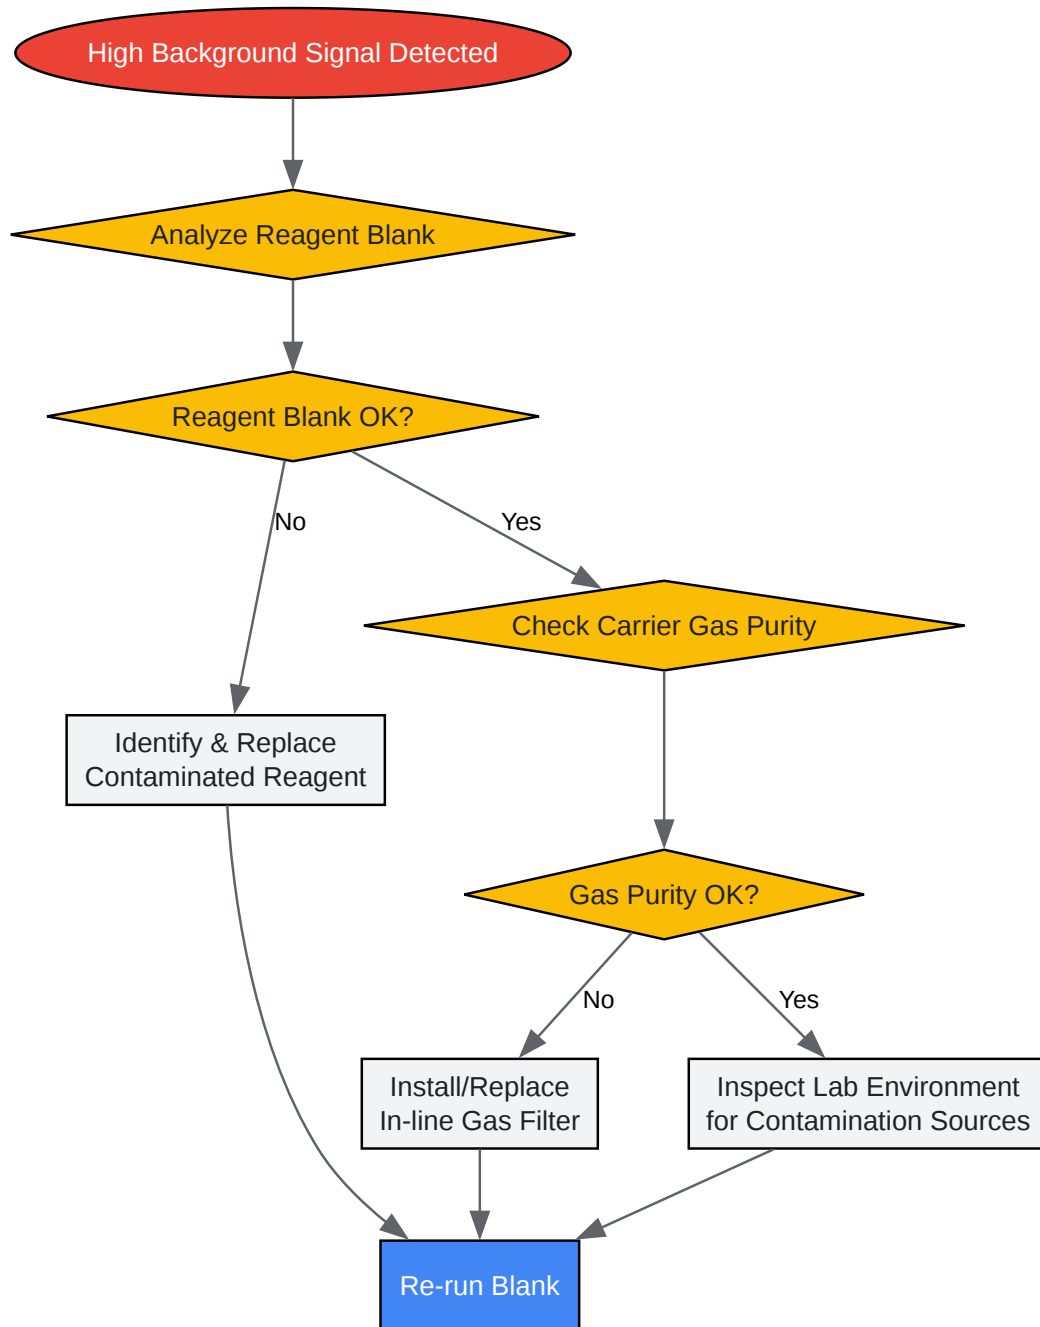 High Background Signal Detected
Analyze Reagent Blank
Reagent Blank OK?
No
Yes
Check Carrier Gas Purity
Identify & Replace
Contaminated Reagent
Gas Purity OK?
No
Yes
Install/Replace
In-line Gas Filter
Inspect Lab Environment
for Contamination Sources
Re-run Blank